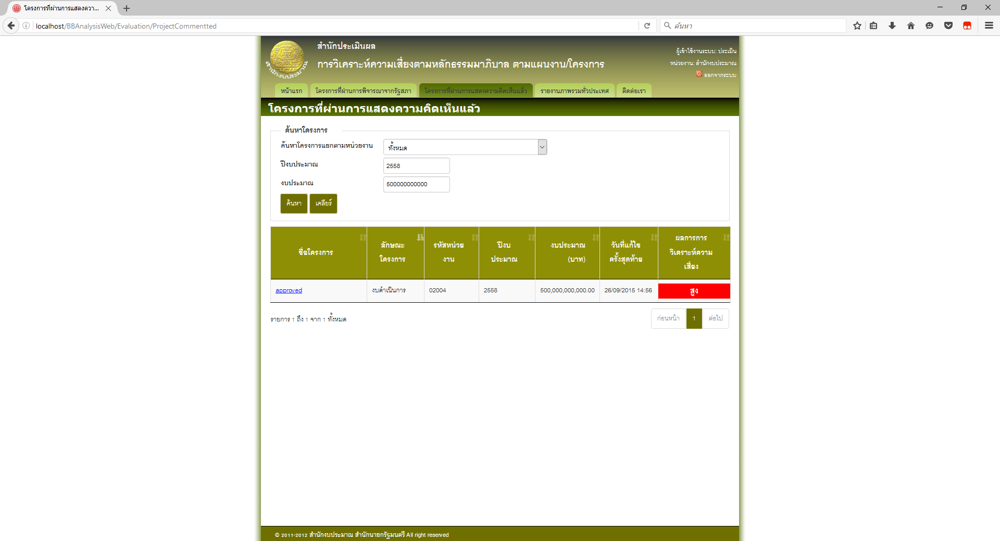 โครงการที่ผ่านการแสดงควา...
localhost/BBAnalysisWeb/Evaluation/ProjectCommentted
ค้นหา
สำนักงบประมาณ
สำนักประเมินผล
การวิเคราะห์ความเสี่ยงตามหลักธรรมมาภิบาล ตามแผนงาน/โครงการ
ผู้เข้าใช้งานระบบ: ประเมิน
หน่วยงาน: สำนักงบประมาณ
ออกจากระบบ
หน้าแรก โครงการที่ผ่านการพิจารณาจากรัฐสภา โครงการที่ผ่านการแสดงความคิดเห็นแล้ว รายงานภาพรวมทั่วประเทศ ติดต่อเรา
โครงการที่ผ่านการแสดงความคิดเห็นแล้ว
ค้นหาโครงการ
ค้นหาโครงการแยกตามหน่วยงาน ทั้งหมด
ปีงบประมาณ 2558
งบประมาณ 500000000000
ค้นหา เคลียร์
ชื่อโครงการ
ลักษณะ
โครงการ
รหัสหน่วย
งาน
ปีงบ
ประมาณ
งบประมาณ
(บาท)
วันที่แก้ไข
ครั้งสุดท้าย
ผลการการ
วิเคราะห์ความ
เสี่ยง
approved งบดำเนินการ 02004 2558 500,000,000,000.00 26/09/2015 14:56 สูง
รายการ 1 ถึง 1 จาก 1 ทั้งหมด
ก่อนหน้า 1 ต่อไป
© 2011-2012 สำนักงบประมาณ สำนักนายกรัฐมนตรี All right reserved